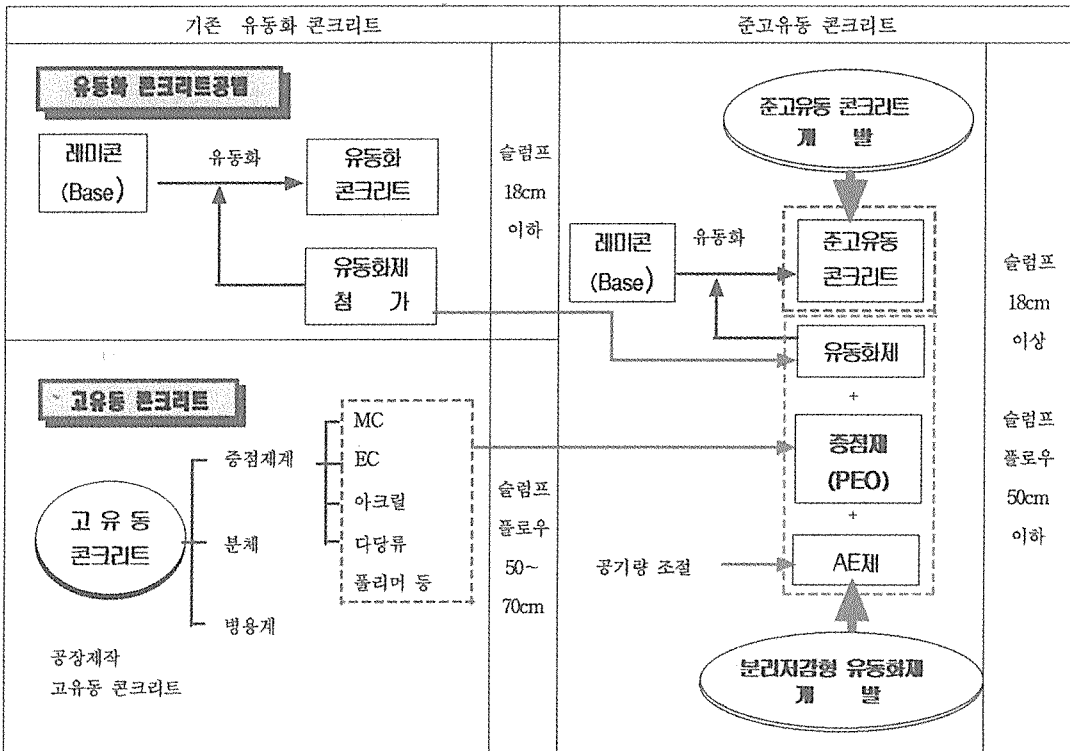 기존 유동화 콘크리트
준고유동 콘크리트
유동화 콘크리트공법
레미콘
(Base)
유동화
유동화
콘크리트
유동화제
첨 가
슬럼프
18cm
이하
고유동 콘크리트
고 유 동
콘크리트
증점제계
분체
병용계
MC
EC
아크릴
다당류
폴리머 등
공장제작
고유동 콘크리트
슬럼프
플로우
50~
70cm
준고유동 콘크리트
개 발
레미콘
(Base)
유동화
준고유동
콘크리트
유동화제
+
증점제
(PEO)
+
공기량 조절
AE제
분리저감형 유동화제
개 발
슬럼프
18cm
이상
슬럼프
플로우
50cm
이하